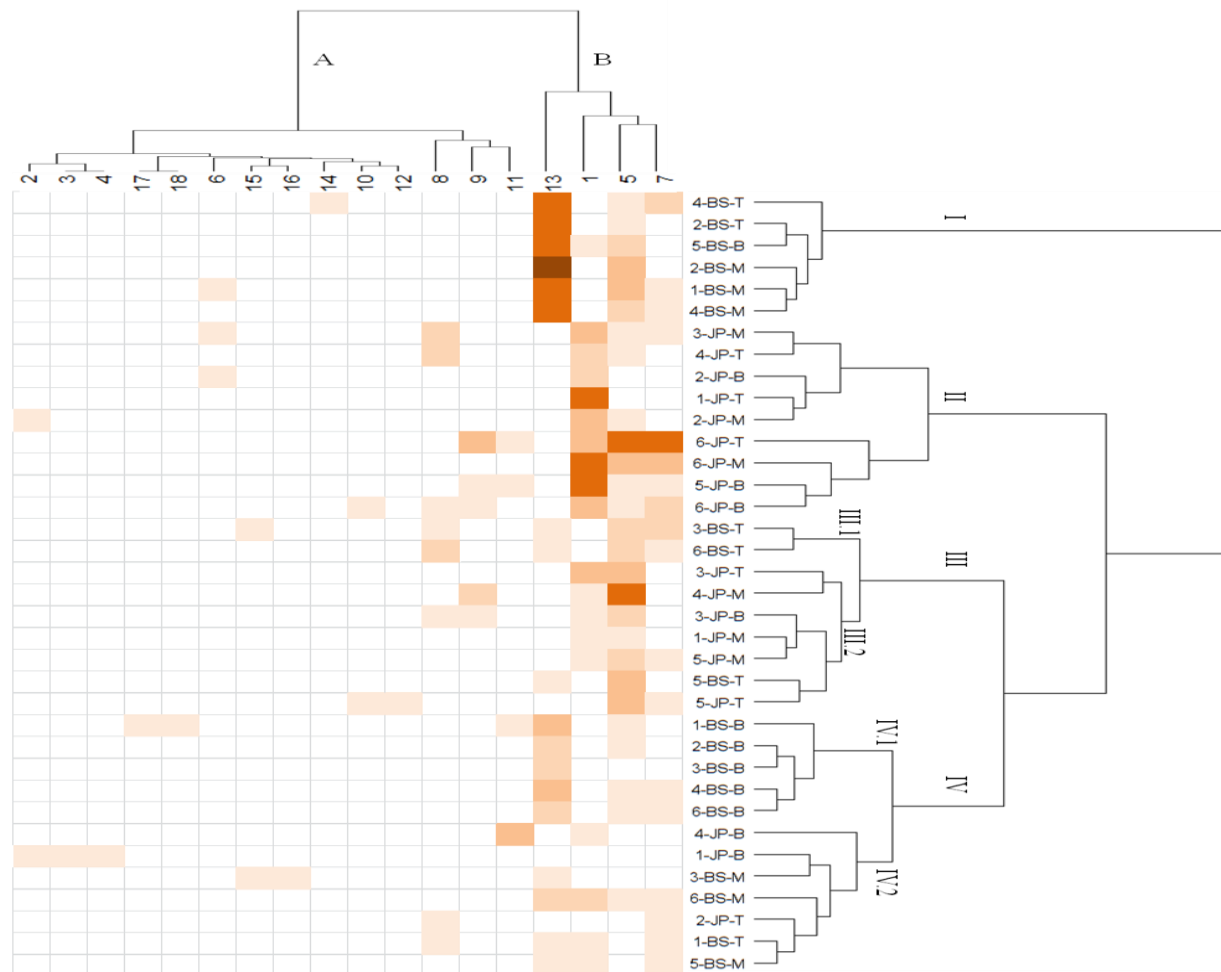 A B
2 3 4 17 18 6 15 16 14 10 12 8 9 11 13 1 5 7
4-BS-T
I
2-BS-T
5-BS-B
2-BS-M
1-BS-M
4-BS-M
3-JP-M
4-JP-T
2-JP-B
II
1-JP-T
2-JP-M
6-JP-T
6-JP-M
5-JP-B
6-JP-B
III.1
3-BS-T
6-BS-T
III
3-JP-T
4-JP-M
3-JP-B
III.2
1-JP-M
5-JP-M
5-BS-T
5-JP-T
1-BS-B
IV.1
2-BS-B
3-BS-B
IV
4-BS-B
6-BS-B
4-JP-B
1-JP-B
3-BS-M
IV.2
6-BS-M
2-JP-T
1-BS-T
5-BS-M